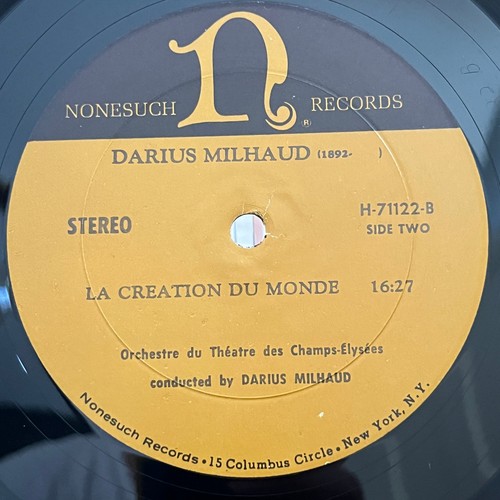 n
NONESUCH RECORDS
®
DARIUS MILHAUD (1892- )
STEREO
H-71122-B
SIDE TWO
LA CREATION DU MONDE 16:27
Orchestre du Théatre des Champs-Élysées
conducted by DARIUS MILHAUD
Nonesuch Records • 15 Columbus Circle • New York, N.Y.